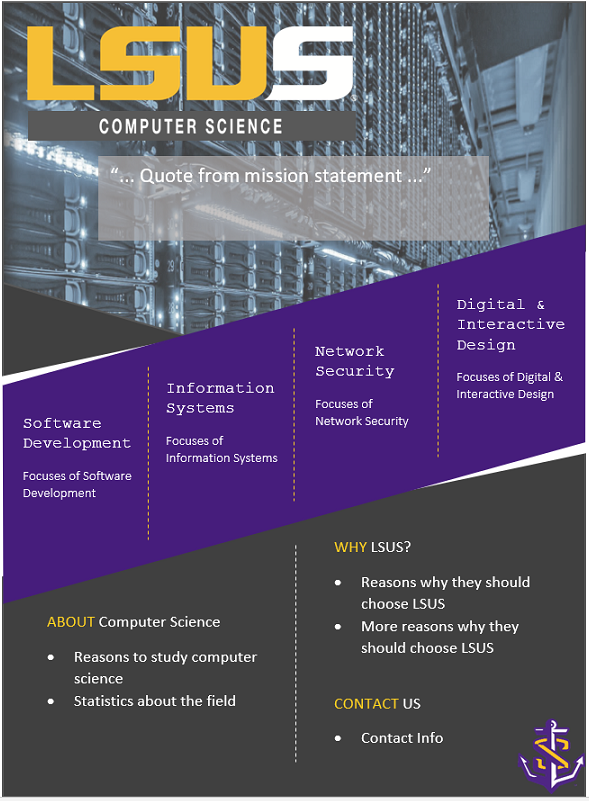 LSUS
COMPUTER SCIENCE
“... Quote from mission statement ...”
Software
Development
Focuses of Software
Development
Information
Systems
Focuses of
Information Systems
Network
Security
Focuses of
Network Security
Digital &
Interactive
Design
Focuses of Digital &
Interactive Design
ABOUT Computer Science
• Reasons to study computer
science
• Statistics about the field
WHY LSUS?
• Reasons why they should
choose LSUS
• More reasons why they
should choose LSUS
CONTACT US
• Contact Info